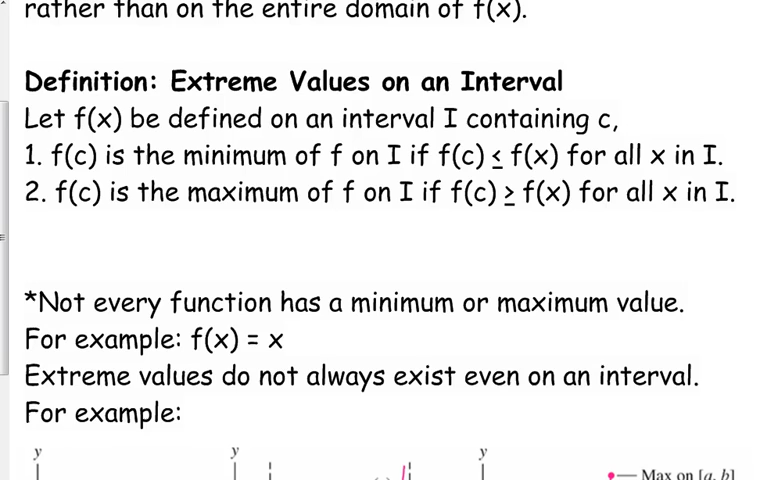 rather than on the entire domain of f(x).
Definition: Extreme Values on an Interval
Let f(x) be defined on an interval I containing c,
1. f(c) is the minimum of f on I if f(c) ≤ f(x) for all x in I.
2. f(c) is the maximum of f on I if f(c) ≥ f(x) for all x in I.
*Not every function has a minimum or maximum value.
For example: f(x) = x
Extreme values do not always exist even on an interval.
For example:
y y y
Max on [a, b]